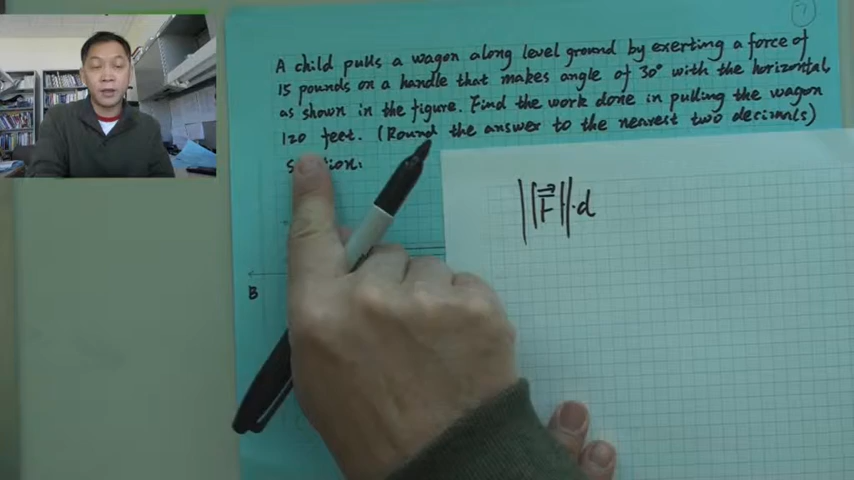 7
A child pulls a wagon along level ground by exerting a force of
15 pounds on a handle that makes angle of 30° with the horizontal,
as shown in the figure. Find the work done in pulling the wagon
120 feet. (Round the answer to the nearest two decimals)
||F⃗||·d
B